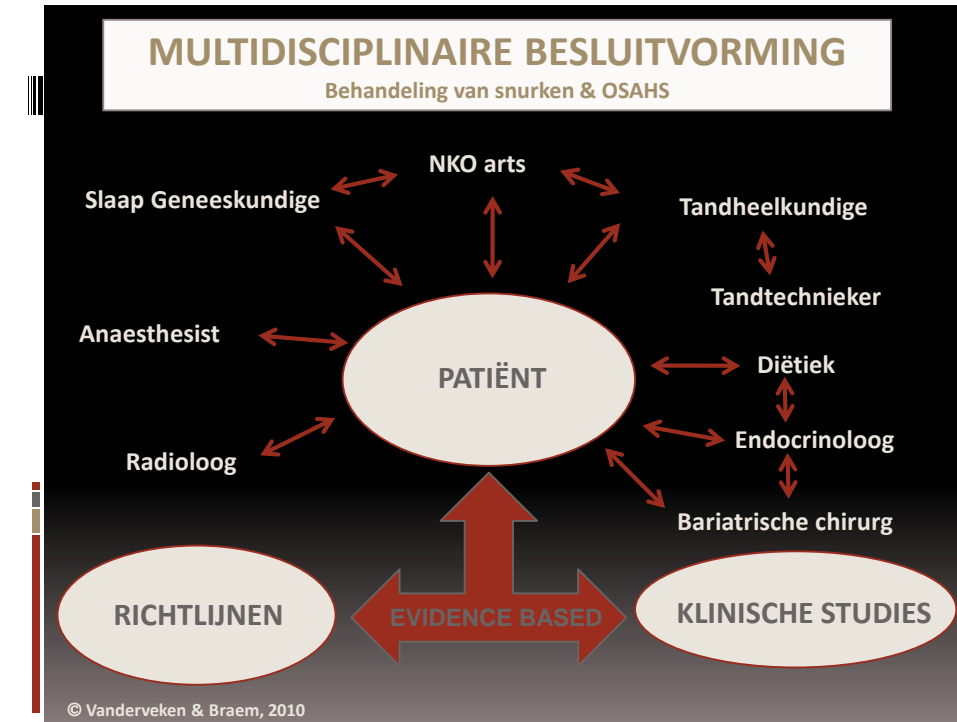 MULTIDISCIPLINAIRE BESLUITVORMING
Behandeling van snurken & OSAHS
NKO arts
Slaap Geneeskundige
Tandheelkundige
Tandtechnieker
Anaesthesist
PATIËNT
Diëtiek
Endocrinoloog
Radioloog
Bariatrische chirurg
RICHTLIJNEN
EVIDENCE BASED
KLINISCHE STUDIES
© Vanderveken & Braem, 2010